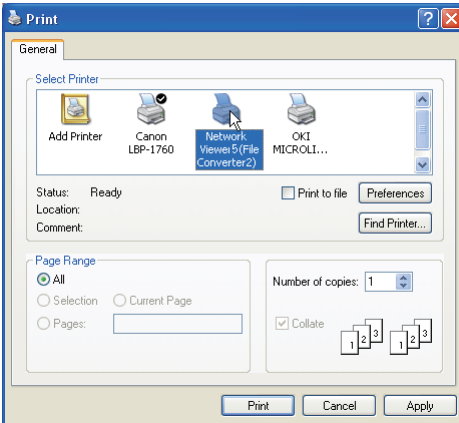 Print
General
Select Printer
Add Printer
Canon
LBP-1760
Network
Viewer5(File
Converter2)
OKI
MICROLI...
Status: Ready
Location:
Comment:
Print to file
Preferences
Find Printer...
Page Range
All
Selection Current Page
Pages:
Number of copies: 1
Collate
1 2 3 1 2 3
Print Cancel Apply